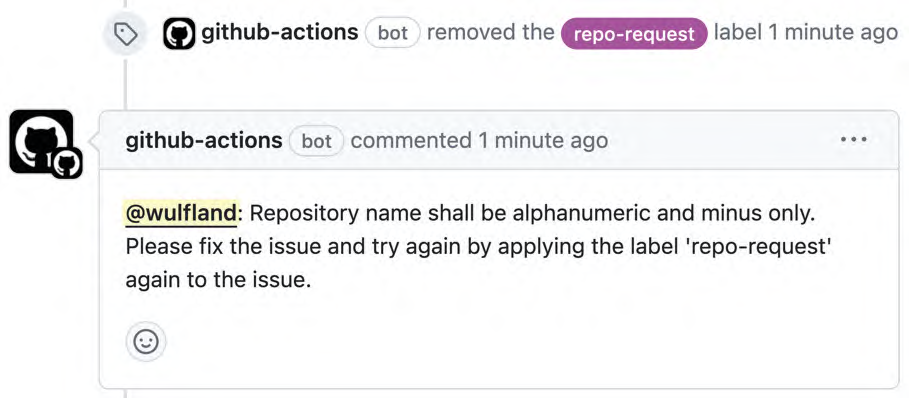 github-actions bot removed the repo-request label 1 minute ago
github-actions bot commented 1 minute ago
@wulfland: Repository name shall be alphanumeric and minus only.
Please fix the issue and try again by applying the label 'repo-request'
again to the issue.